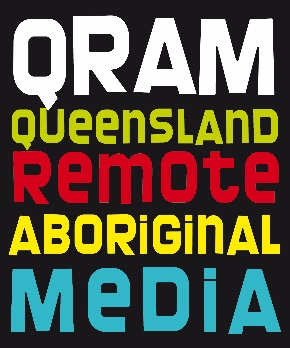 QRAM
QUEENSLAND
REMOTE
ABORIGINAL
MEDIA